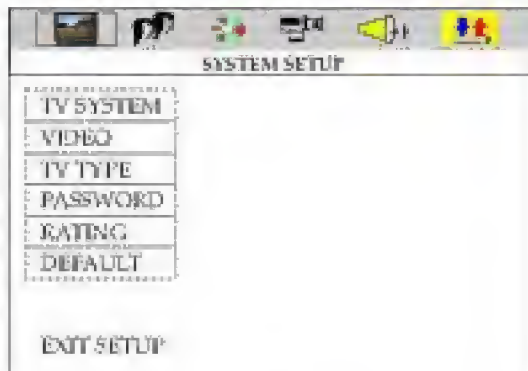 SYSTEM SETUP
TV SYSTEM
VIDEO
TV TYPE
PASSWORD
RATING
DEFAULT
EXIT SETUP